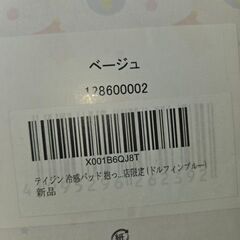 ベージュ
128600002
X001B6QJ8T
テイジン 冷感パッド 抱っ...店限定 (ドルフィンブルー)
新品
紙